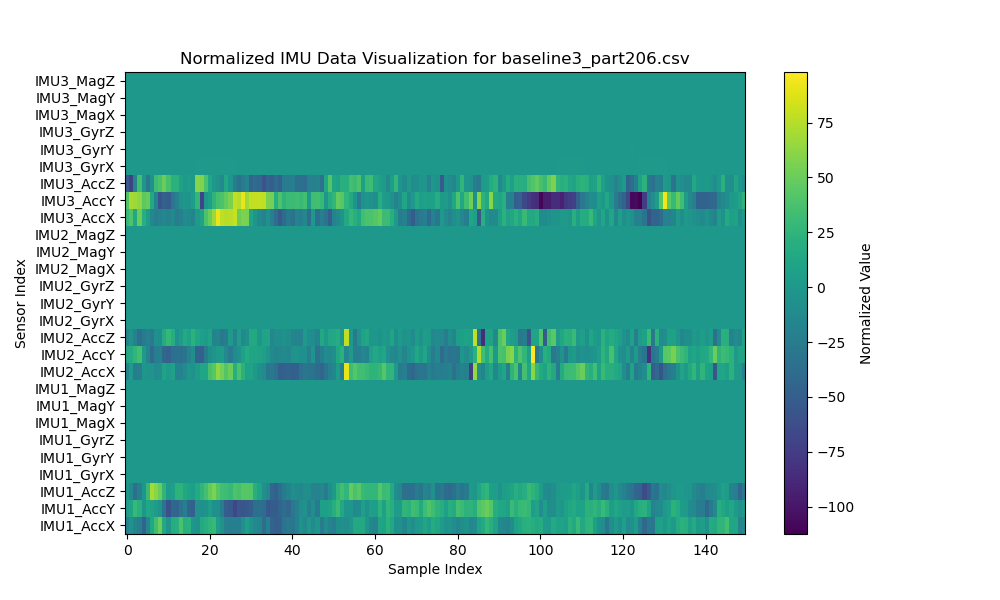 Normalized IMU Data Visualization for baseline3_part206.csv
IMU3_MagZ
IMU3_MagY
IMU3_MagX
IMU3_GyrZ
IMU3_GyrY
IMU3_GyrX
IMU3_AccZ
IMU3_AccY
IMU3_AccX
IMU2_MagZ
IMU2_MagY
IMU2_MagX
IMU2_GyrZ
IMU2_GyrY
IMU2_GyrX
IMU2_AccZ
IMU2_AccY
IMU2_AccX
IMU1_MagZ
IMU1_MagY
IMU1_MagX
IMU1_GyrZ
IMU1_GyrY
IMU1_GyrX
IMU1_AccZ
IMU1_AccY
IMU1_AccX
Sensor Index
0 20 40 60 80 100 120 140
Sample Index
75
50
25
0
−25
−50
−75
−100
Normalized Value